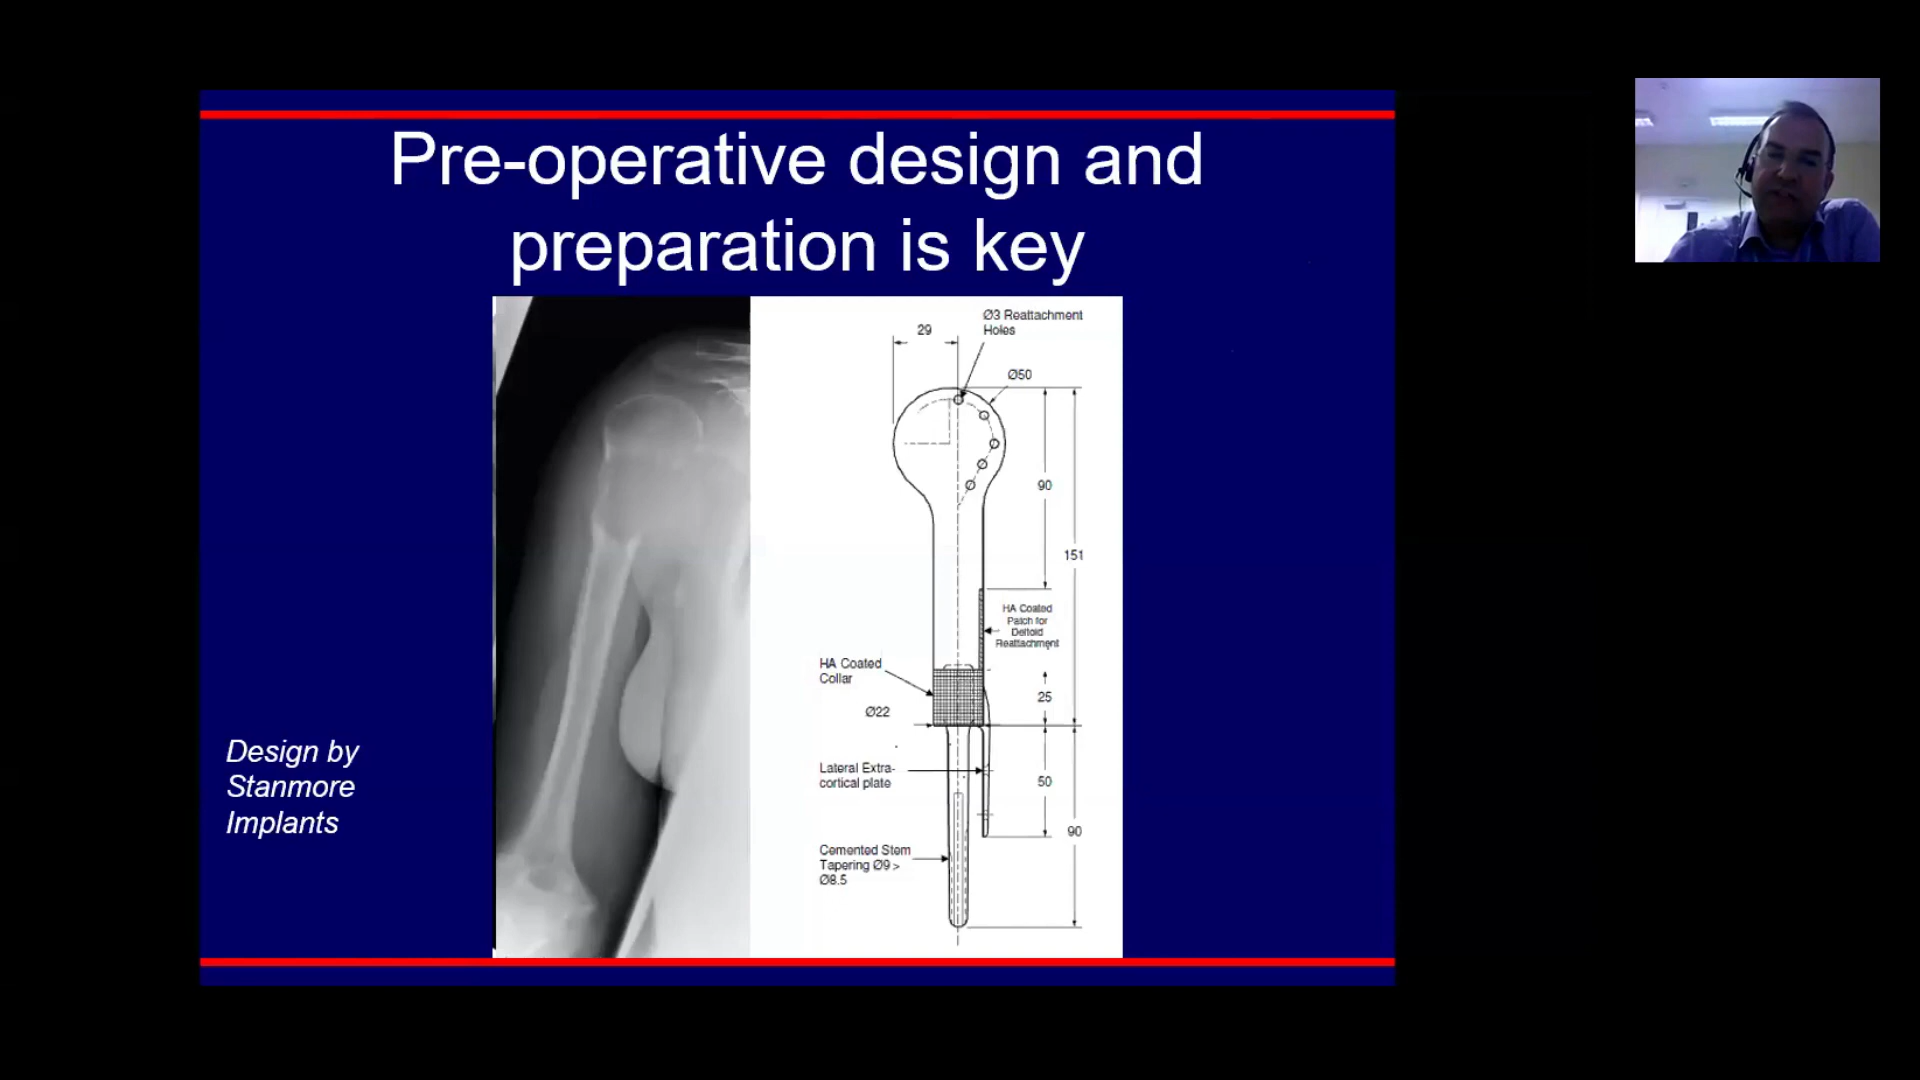 Pre-operative design and
preparation is key
Ø3 Reattachment
Holes
29
Ø50
90
151
HA Coated
Patch for
Deltoid
Reattachment
HA Coated
Collar
25
Ø22
Lateral Extra-
cortical plate
50
90
Cemented Stem
Tapering Ø9 >
Ø8.5
Design by
Stanmore
Implants